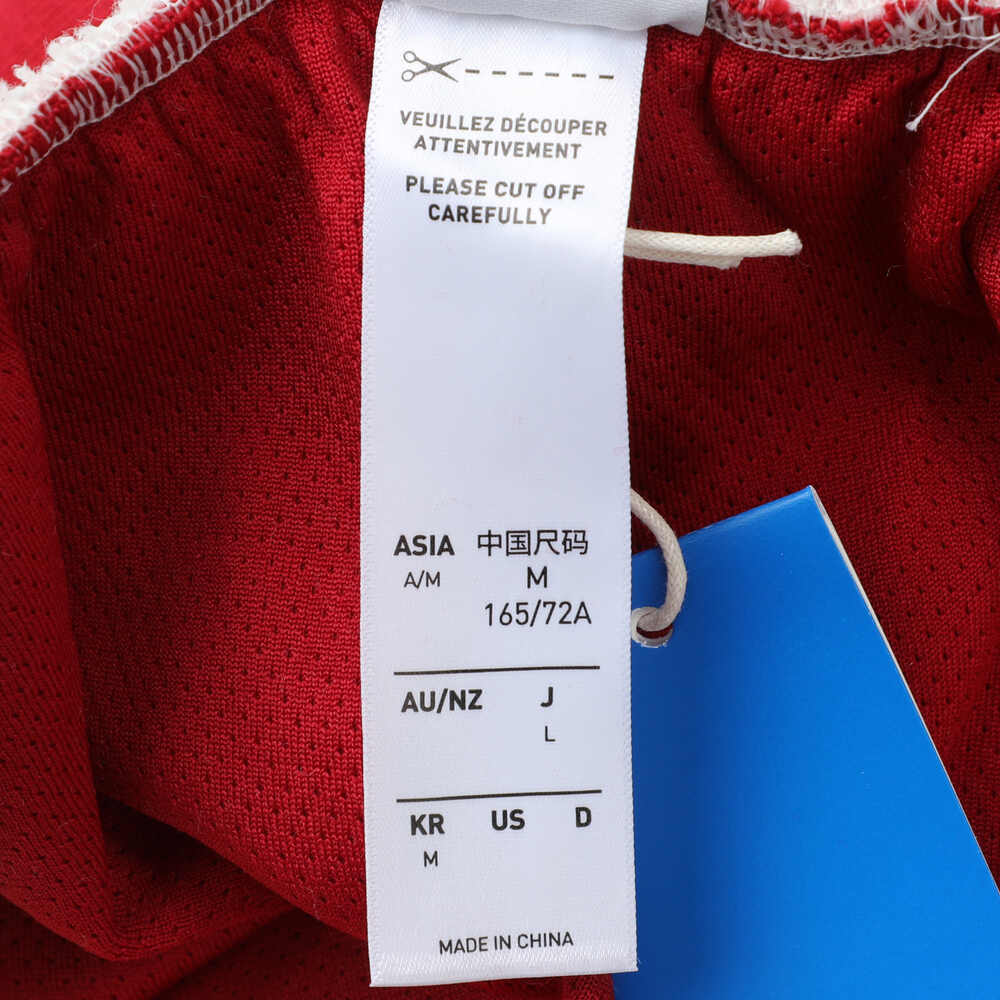 VEUILLEZ DÉCOUPER
ATTENTIVEMENT
PLEASE CUT OFF
CAREFULLY
ASIA 中国尺码
A/M M
165/72A
AU/NZ J
L
KR US D
M
MADE IN CHINA